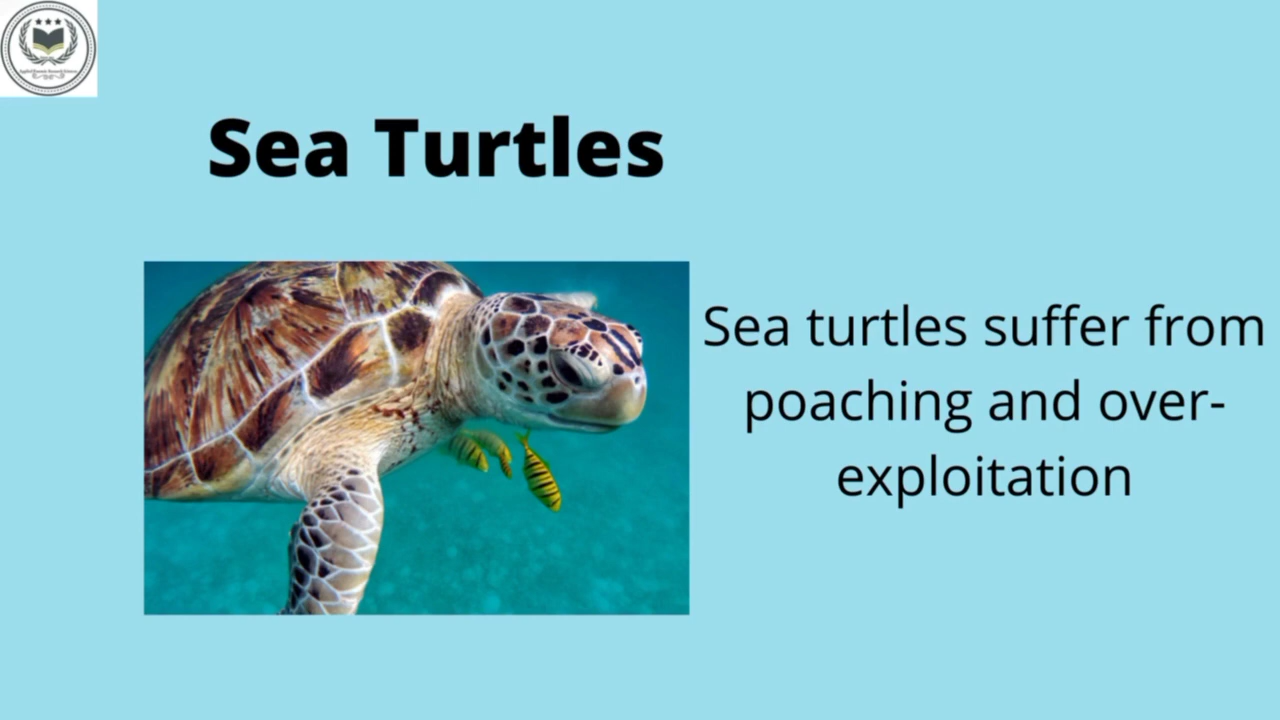 Sea Turtles
Sea turtles suffer from
poaching and over-
exploitation